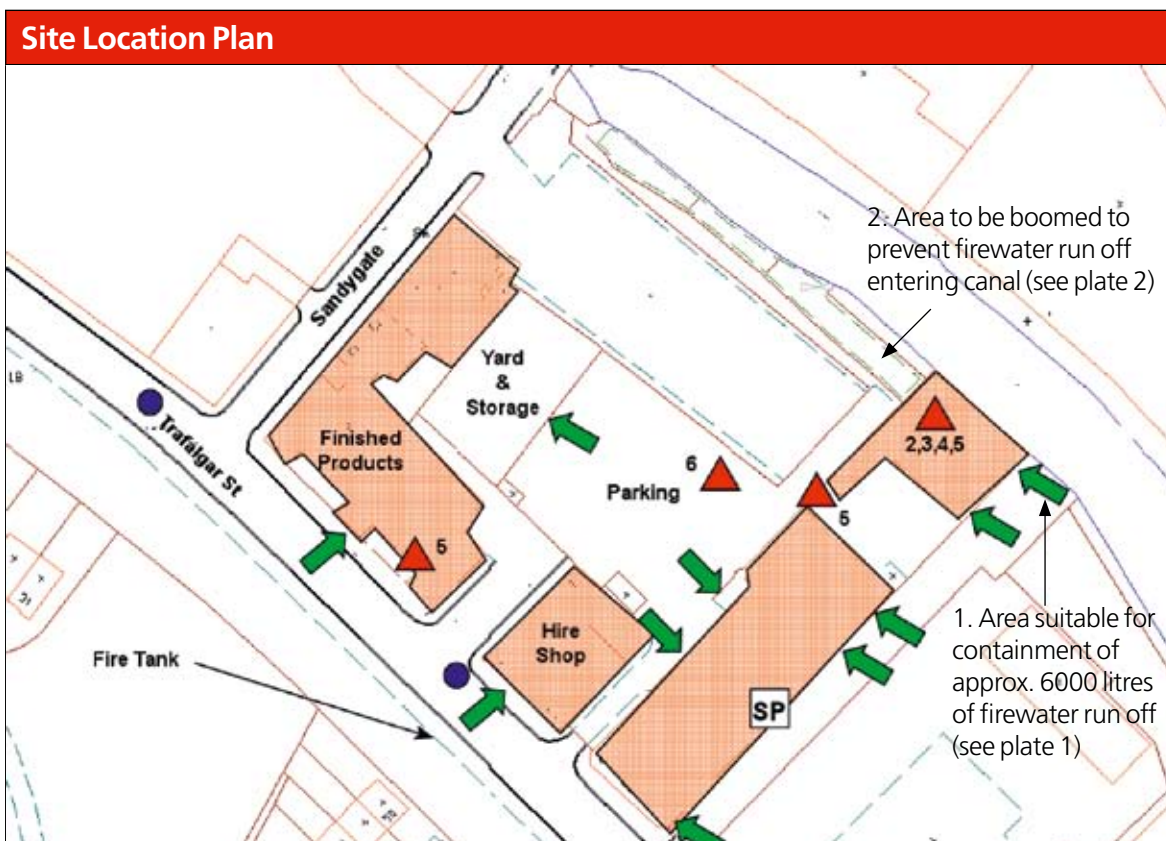 Site Location Plan
2. Area to be boomed to
prevent firewater run off
entering canal (see plate 2)
Sandygate
Yard
&
Storage
Trafalgar St
Finished
Products
2,3,4,5
6
Parking
5
5
Hire
Shop
Fire Tank
SP
1. Area suitable for
containment of
approx. 6000 litres
of firewater run off
(see plate 1)